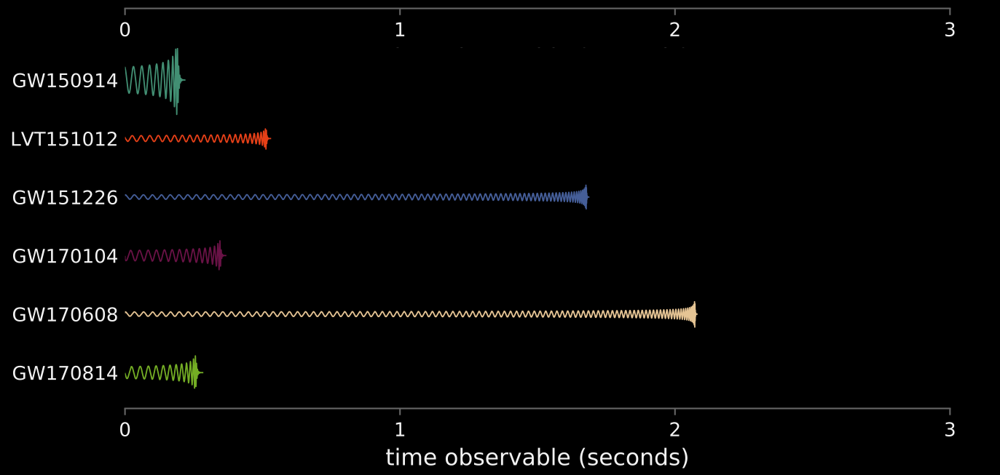 0 1 2 3
GW150914
LVT151012
GW151226
GW170104
GW170608
GW170814
0 1 2 3
time observable (seconds)